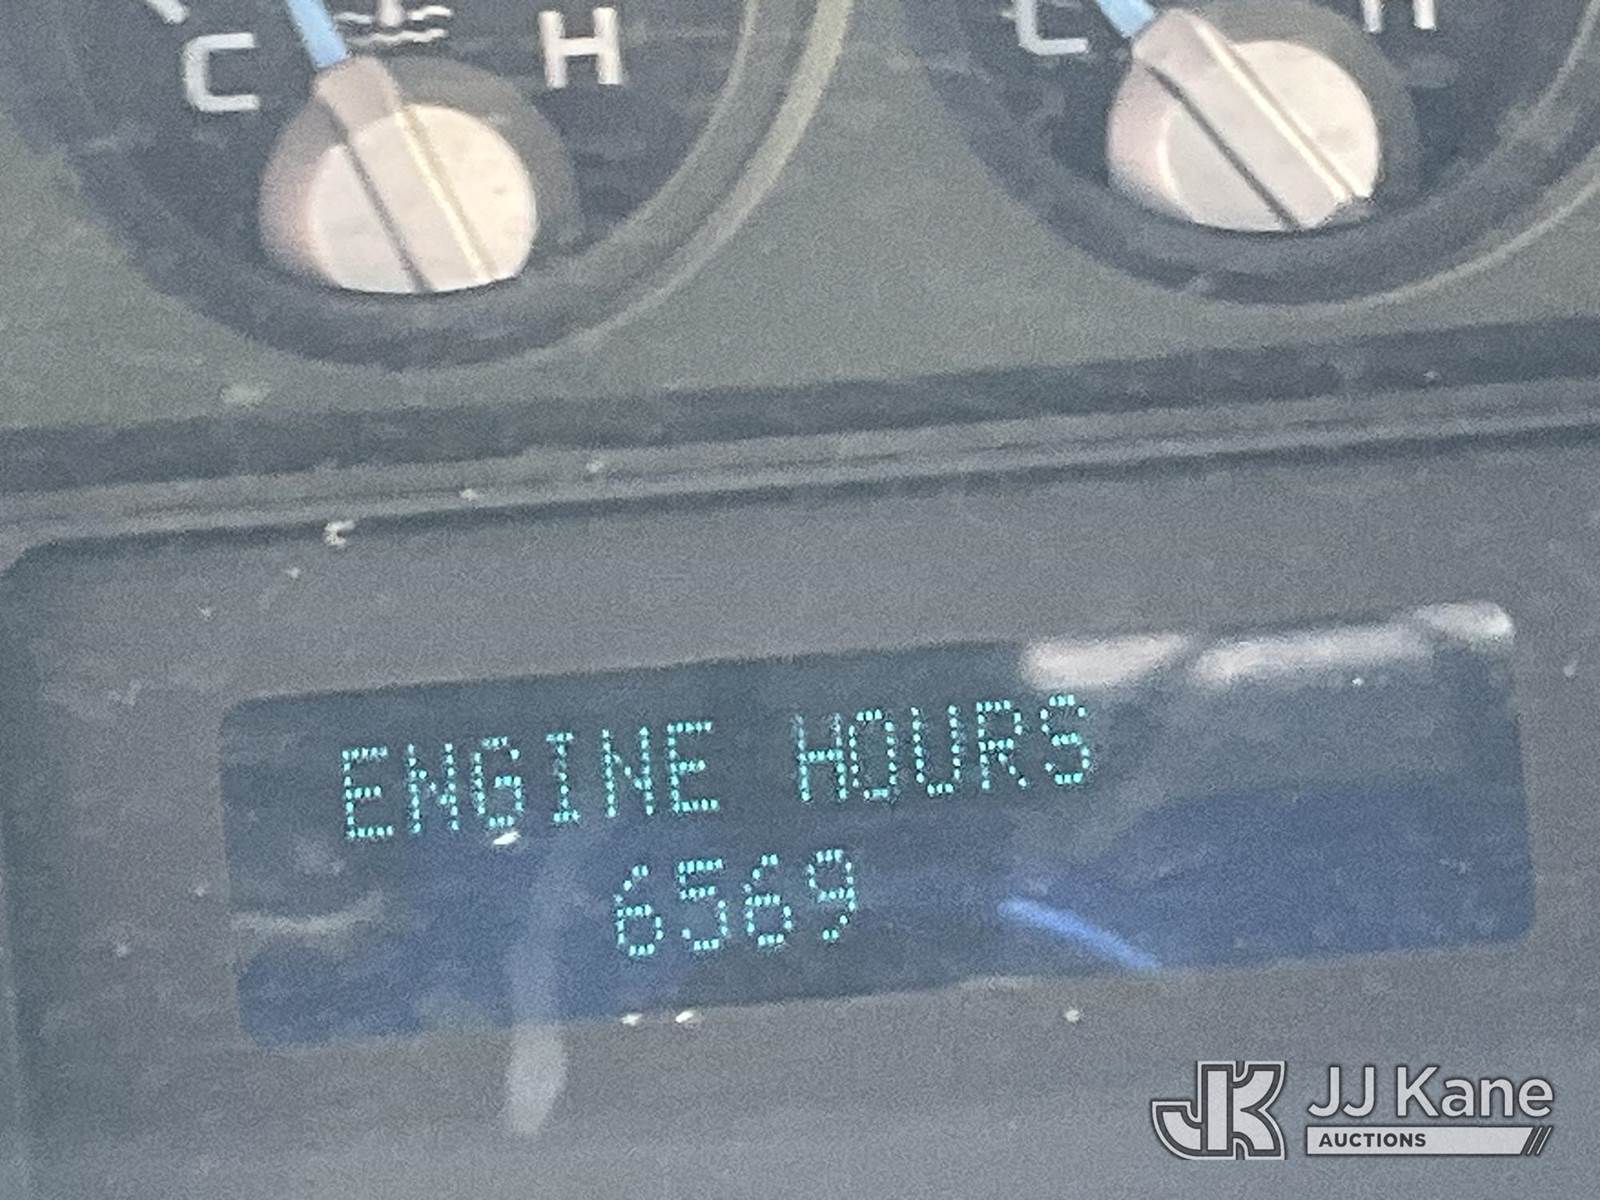 C H
C H
ENGINE HOURS
6569
JJ Kane
AUCTIONS